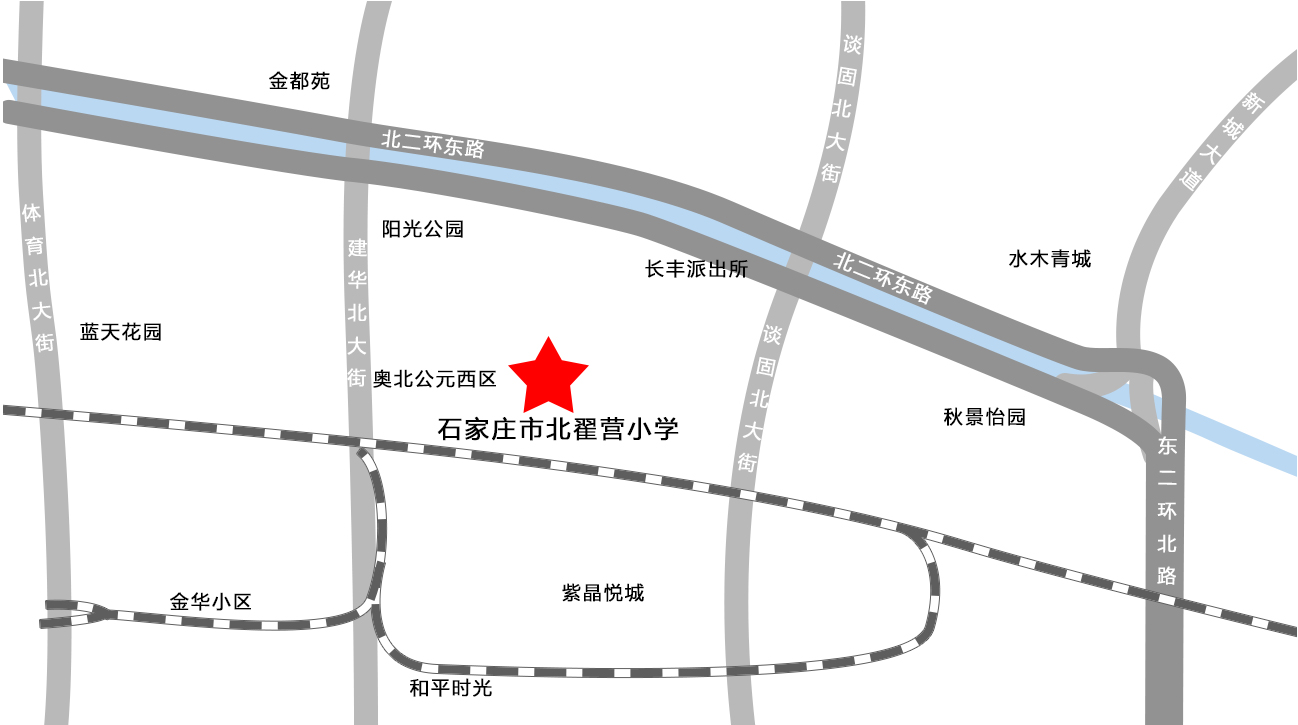 谈固北大街
金都苑
新城大道
北二环东路
体育北大街
阳光公园
建华北大街
长丰派出所
北二环东路
水木青城
蓝天花园
谈固北大街
奥北公元西区
石家庄市北翟营小学
秋景怡园
东二环北路
金华小区
紫晶悦城
和平时光